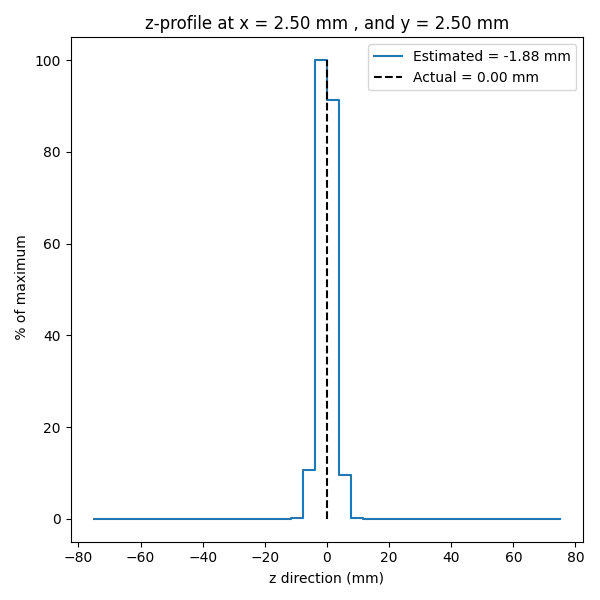 z-profile at x = 2.50 mm , and y = 2.50 mm
Estimated = -1.88 mm
Actual = 0.00 mm
100
80
60
40
20
0
% of maximum
−80 −60 −40 −20 0 20 40 60 80
z direction (mm)